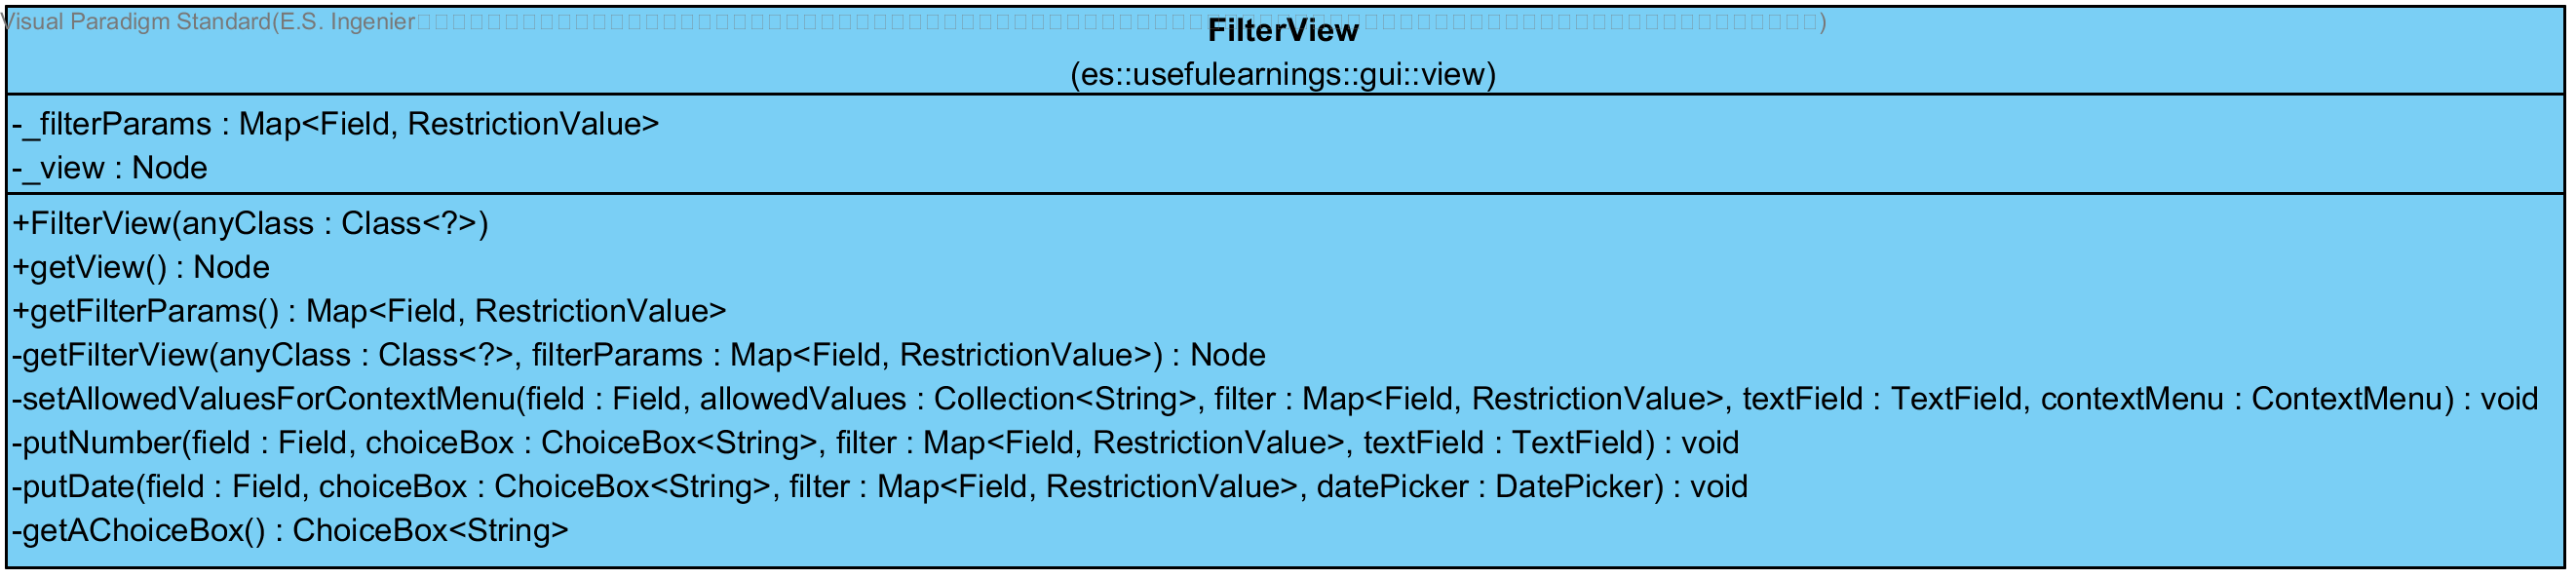 Visual Paradigm Standard(E.S. Ingenier
FilterView
(es::usefulearnings::gui::view)
-_filterParams : Map<Field, RestrictionValue>
-_view : Node
+FilterView(anyClass : Class<?>)
+getView() : Node
+getFilterParams() : Map<Field, RestrictionValue>
-getFilterView(anyClass : Class<?>, filterParams : Map<Field, RestrictionValue>) : Node
-setAllowedValuesForContextMenu(field : Field, allowedValues : Collection<String>, filter : Map<Field, RestrictionValue>, textField : TextField, contextMenu : ContextMenu) : void
-putNumber(field : Field, choiceBox : ChoiceBox<String>, filter : Map<Field, RestrictionValue>, textField : TextField) : void
-putDate(field : Field, choiceBox : ChoiceBox<String>, filter : Map<Field, RestrictionValue>, datePicker : DatePicker) : void
-getAChoiceBox() : ChoiceBox<String>